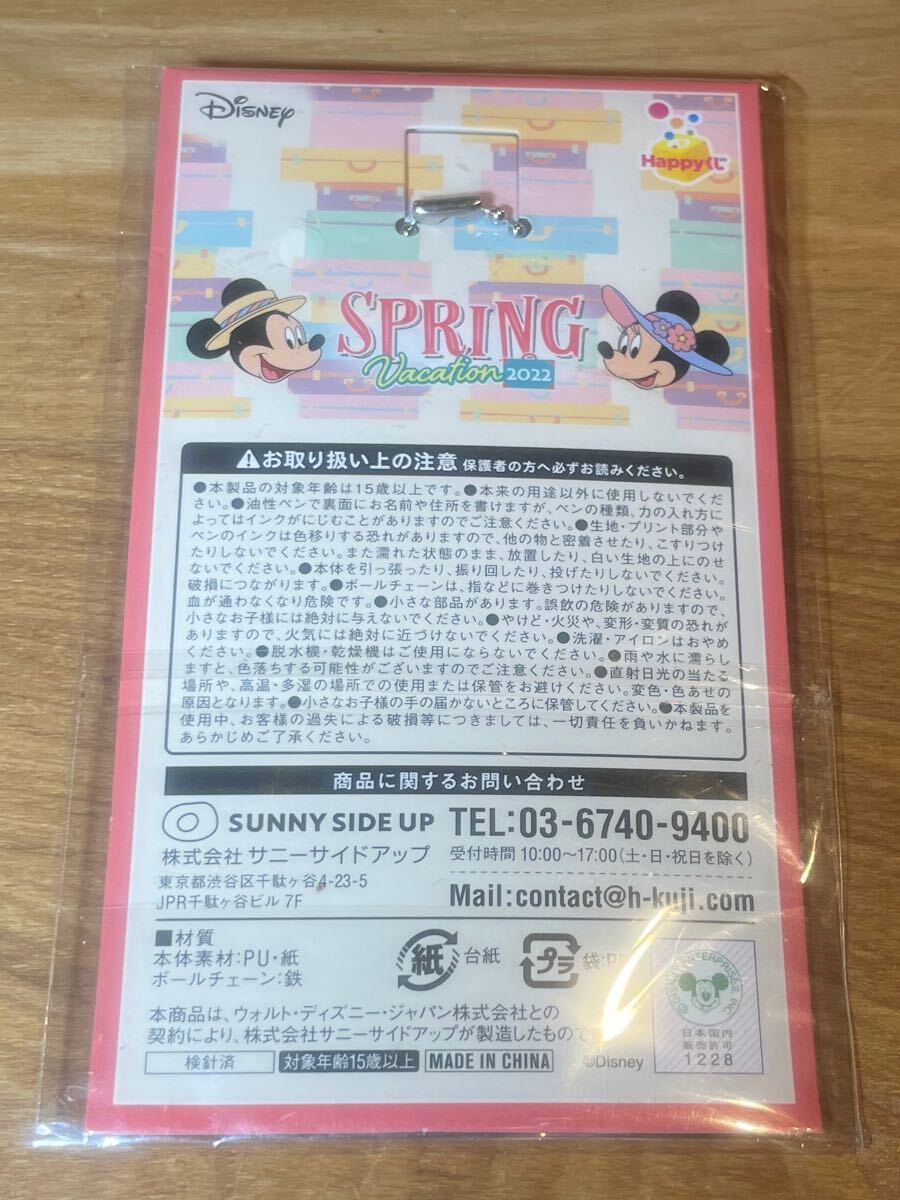 Disney
Happyくじ
SPRING
Vacation 2022
⚠お取り扱い上の注意 保護者の方へ必ずお読みください。
●本製品の対象年齢は15歳以上です。●本来の用途以外に使用しないでくだ
さい。●油性ペンで裏面にお名前や住所を書けますが、ペンの種類、力の入れ方に
よってはインクがにじむことがありますのでご注意ください。●生地・プリント部分や
ペンのインクは色移りする恐れがありますので、他の物と密着させたり、こすりつけ
たりしないでください。また濡れた状態のまま、放置したり、白い生地の上にのせ
ないでください。●本体を引っ張ったり、振り回したり、投げたりしないでください。
破損につながります。●ボールチェーンは、指などに巻きつけたりしないでください。
血が通わなくなり危険です。●小さな部品があります。誤飲の危険がありますので、
小さなお子様には絶対に与えないでください。●やけど・火災や、変形・変質の恐れが
ありますので、火気には絶対に近づけないでください。●洗濯・アイロンはおやめ
ください。●脱水機・乾燥機はご使用にならないでください。●雨や水に濡らし
ますと、色落ちする可能性がございますのでご注意ください。●直射日光の当たる
場所や、高温・多湿の場所での使用または保管をお避けください。変色・色あせの
原因となります。●小さなお子様の手の届かないところに保管してください。●本製品を
使用中、お客様の過失による破損等につきましては、一切責任を負いかねます。
あらかじめご了承ください。
商品に関するお問い合わせ
SUNNY SIDE UP
株式会社 サニーサイドアップ
東京都渋谷区千駄ヶ谷4-23-5
JPR千駄ヶ谷ビル 7F
TEL:03-6740-9400
受付時間 10:00〜17:00(土・日・祝日を除く)
Mail:contact@h-kuji.com
■材質
本体素材:PU・紙
ボールチェーン:鉄
紙 台紙
プラ 袋:P
本商品は、ウォルト・ディズニー・ジャパン株式会社との
契約により、株式会社サニーサイドアップが製造したもので
検針済 対象年齢15歳以上 MADE IN CHINA ©Disney
©DISNEY ENTERPRISES INC
日本国内
販売許可
1228